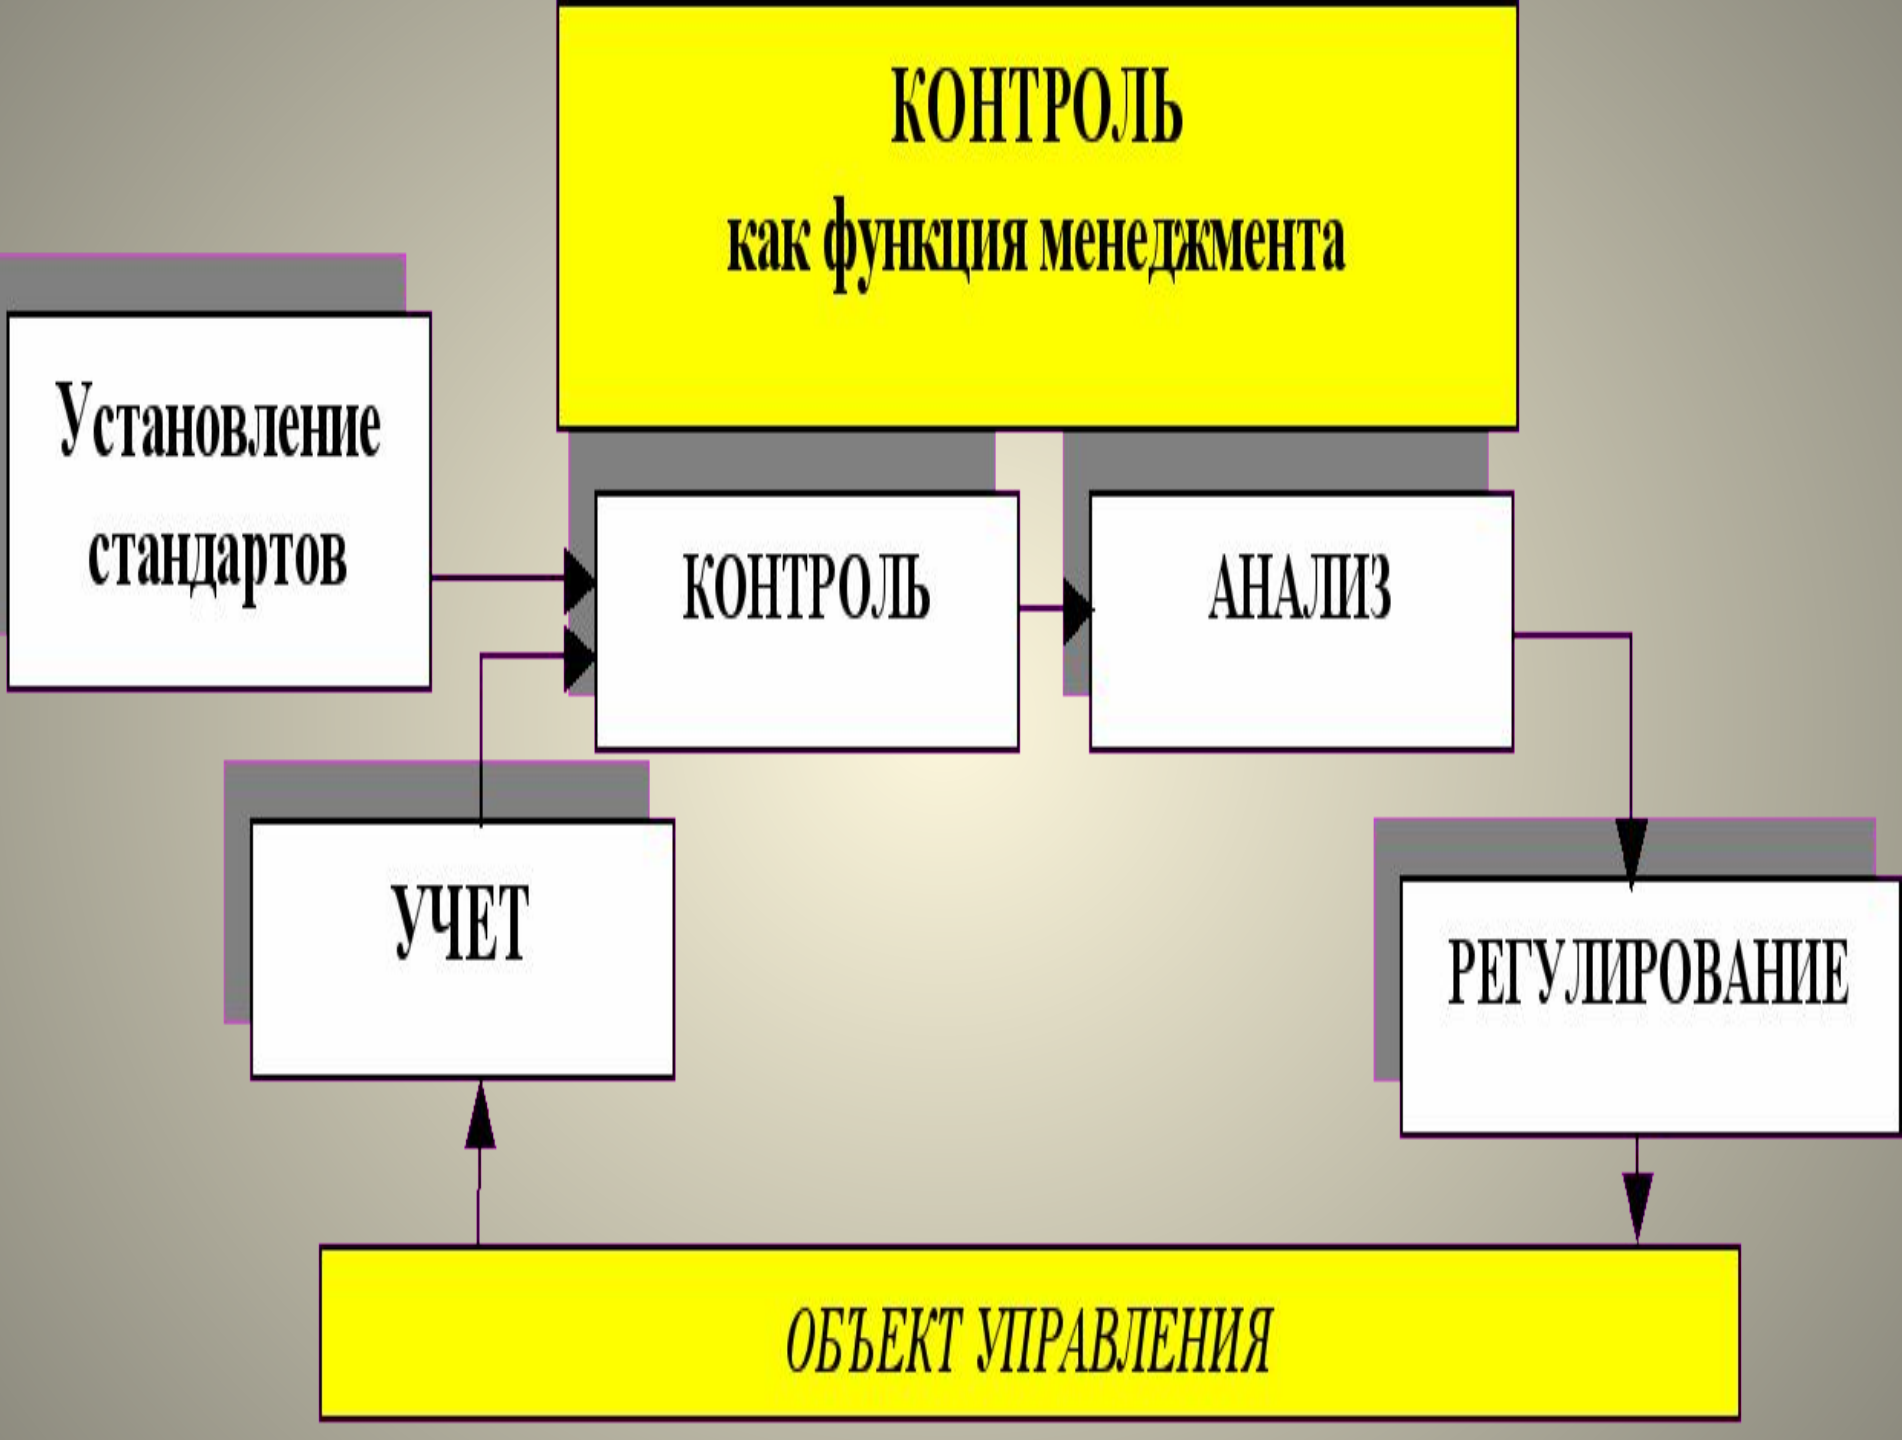 КОНТРОЛЬ
как функция менеджмента
Установление
стандартов
КОНТРОЛЬ
АНАЛИЗ
УЧЕТ
РЕГУЛИРОВАНИЕ
ОБЪЕКТ УПРАВЛЕНИЯ